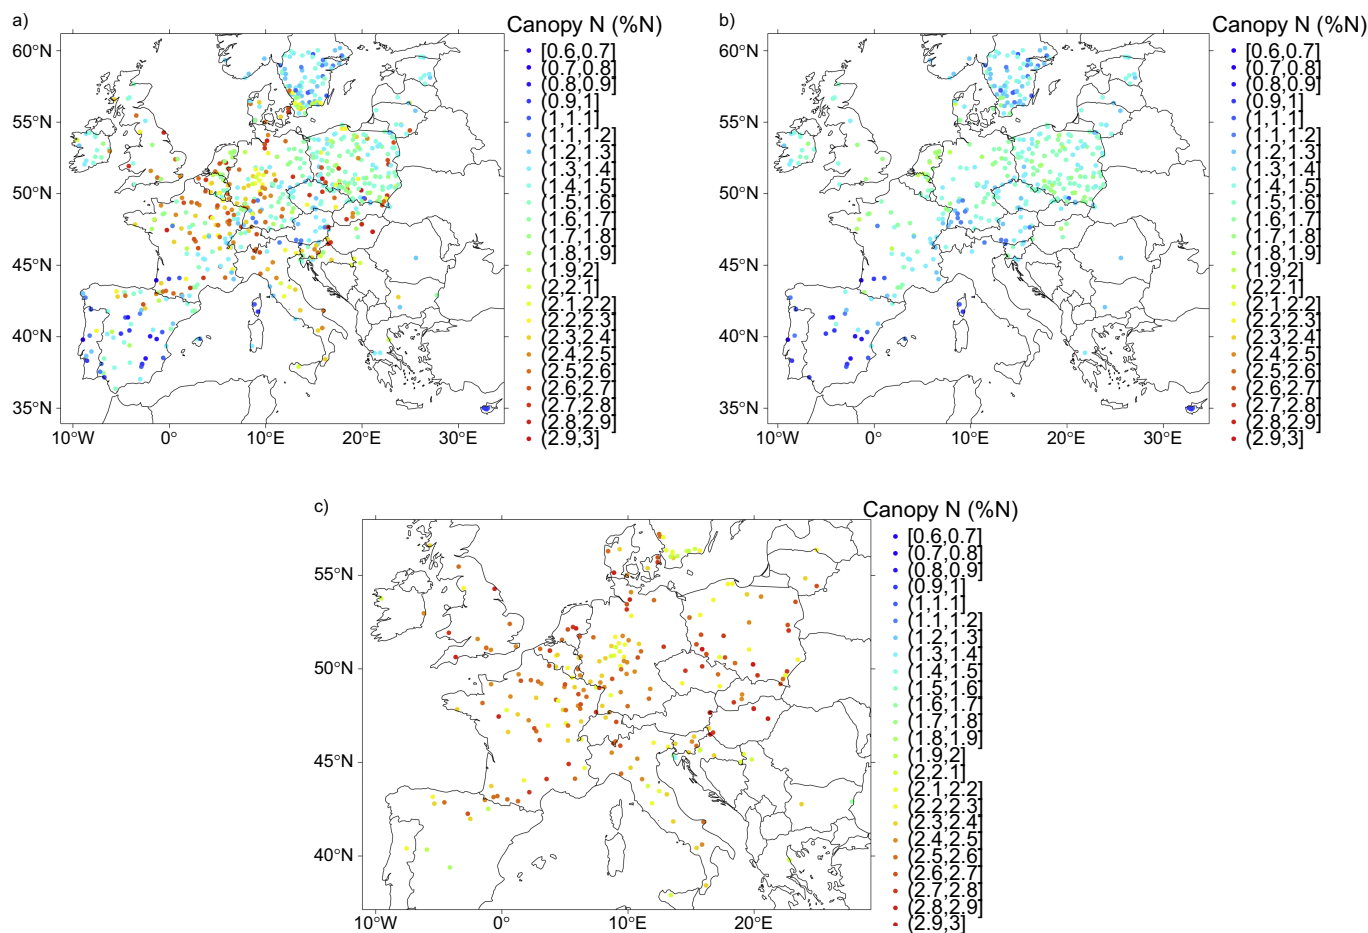 a)
Canopy N (%N)
60°N
55°N
50°N
45°N
40°N
35°N
10°W
0°
10°E
20°E
30°E
[0.6,0.7]
(0.7,0.8]
(0.8,0.9]
(0.9,1]
(1,1.1]
(1.1,1.2]
(1.2,1.3]
(1.3,1.4]
(1.4,1.5]
(1.5,1.6]
(1.6,1.7]
(1.7,1.8]
(1.8,1.9]
(1.9,2]
(2,2.1]
(2.1,2.2]
(2.2,2.3]
(2.3,2.4]
(2.4,2.5]
(2.5,2.6]
(2.6,2.7]
(2.7,2.8]
(2.8,2.9]
(2.9,3]
b)
Canopy N (%N)
60°N
55°N
50°N
45°N
40°N
35°N
10°W
0°
10°E
20°E
30°E
[0.6,0.7]
(0.7,0.8]
(0.8,0.9]
(0.9,1]
(1,1.1]
(1.1,1.2]
(1.2,1.3]
(1.3,1.4]
(1.4,1.5]
(1.5,1.6]
(1.6,1.7]
(1.7,1.8]
(1.8,1.9]
(1.9,2]
(2,2.1]
(2.1,2.2]
(2.2,2.3]
(2.3,2.4]
(2.4,2.5]
(2.5,2.6]
(2.6,2.7]
(2.7,2.8]
(2.8,2.9]
(2.9,3]
c)
Canopy N (%N)
55°N
50°N
45°N
40°N
10°W
0°
10°E
20°E
[0.6,0.7]
(0.7,0.8]
(0.8,0.9]
(0.9,1]
(1,1.1]
(1.1,1.2]
(1.2,1.3]
(1.3,1.4]
(1.4,1.5]
(1.5,1.6]
(1.6,1.7]
(1.7,1.8]
(1.8,1.9]
(1.9,2]
(2,2.1]
(2.1,2.2]
(2.2,2.3]
(2.3,2.4]
(2.4,2.5]
(2.5,2.6]
(2.6,2.7]
(2.7,2.8]
(2.8,2.9]
(2.9,3]